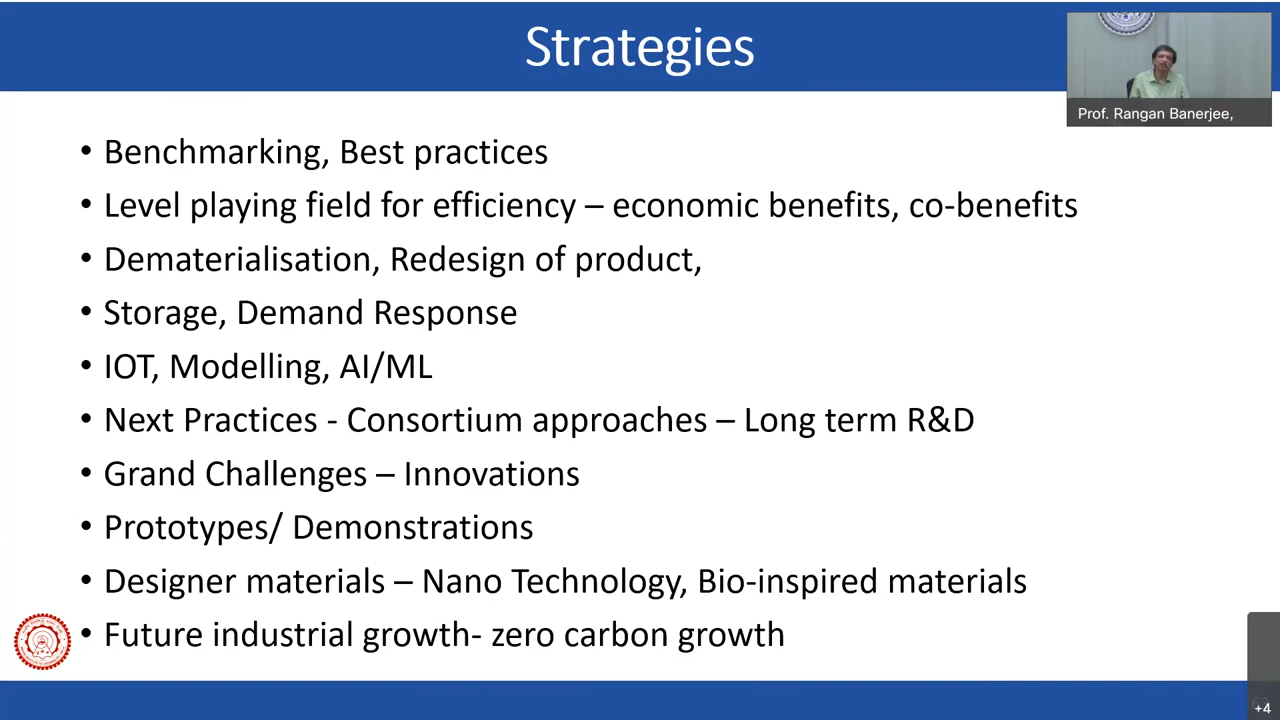 Strategies
Prof. Rangan Banerjee,
• Benchmarking, Best practices
• Level playing field for efficiency – economic benefits, co-benefits
• Dematerialisation, Redesign of product,
• Storage, Demand Response
• IOT, Modelling, AI/ML
• Next Practices - Consortium approaches – Long term R&D
• Grand Challenges – Innovations
• Prototypes/ Demonstrations
• Designer materials – Nano Technology, Bio-inspired materials
• Future industrial growth- zero carbon growth
+4